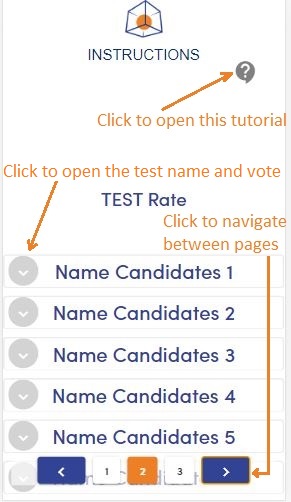 INSTRUCTIONS
?
Click to open this tutorial
Click to open the test name and vote
TEST Rate
Click to navigate
between pages
Name Candidates 1
Name Candidates 2
Name Candidates 3
Name Candidates 4
Name Candidates 5
< 1 2 3 >